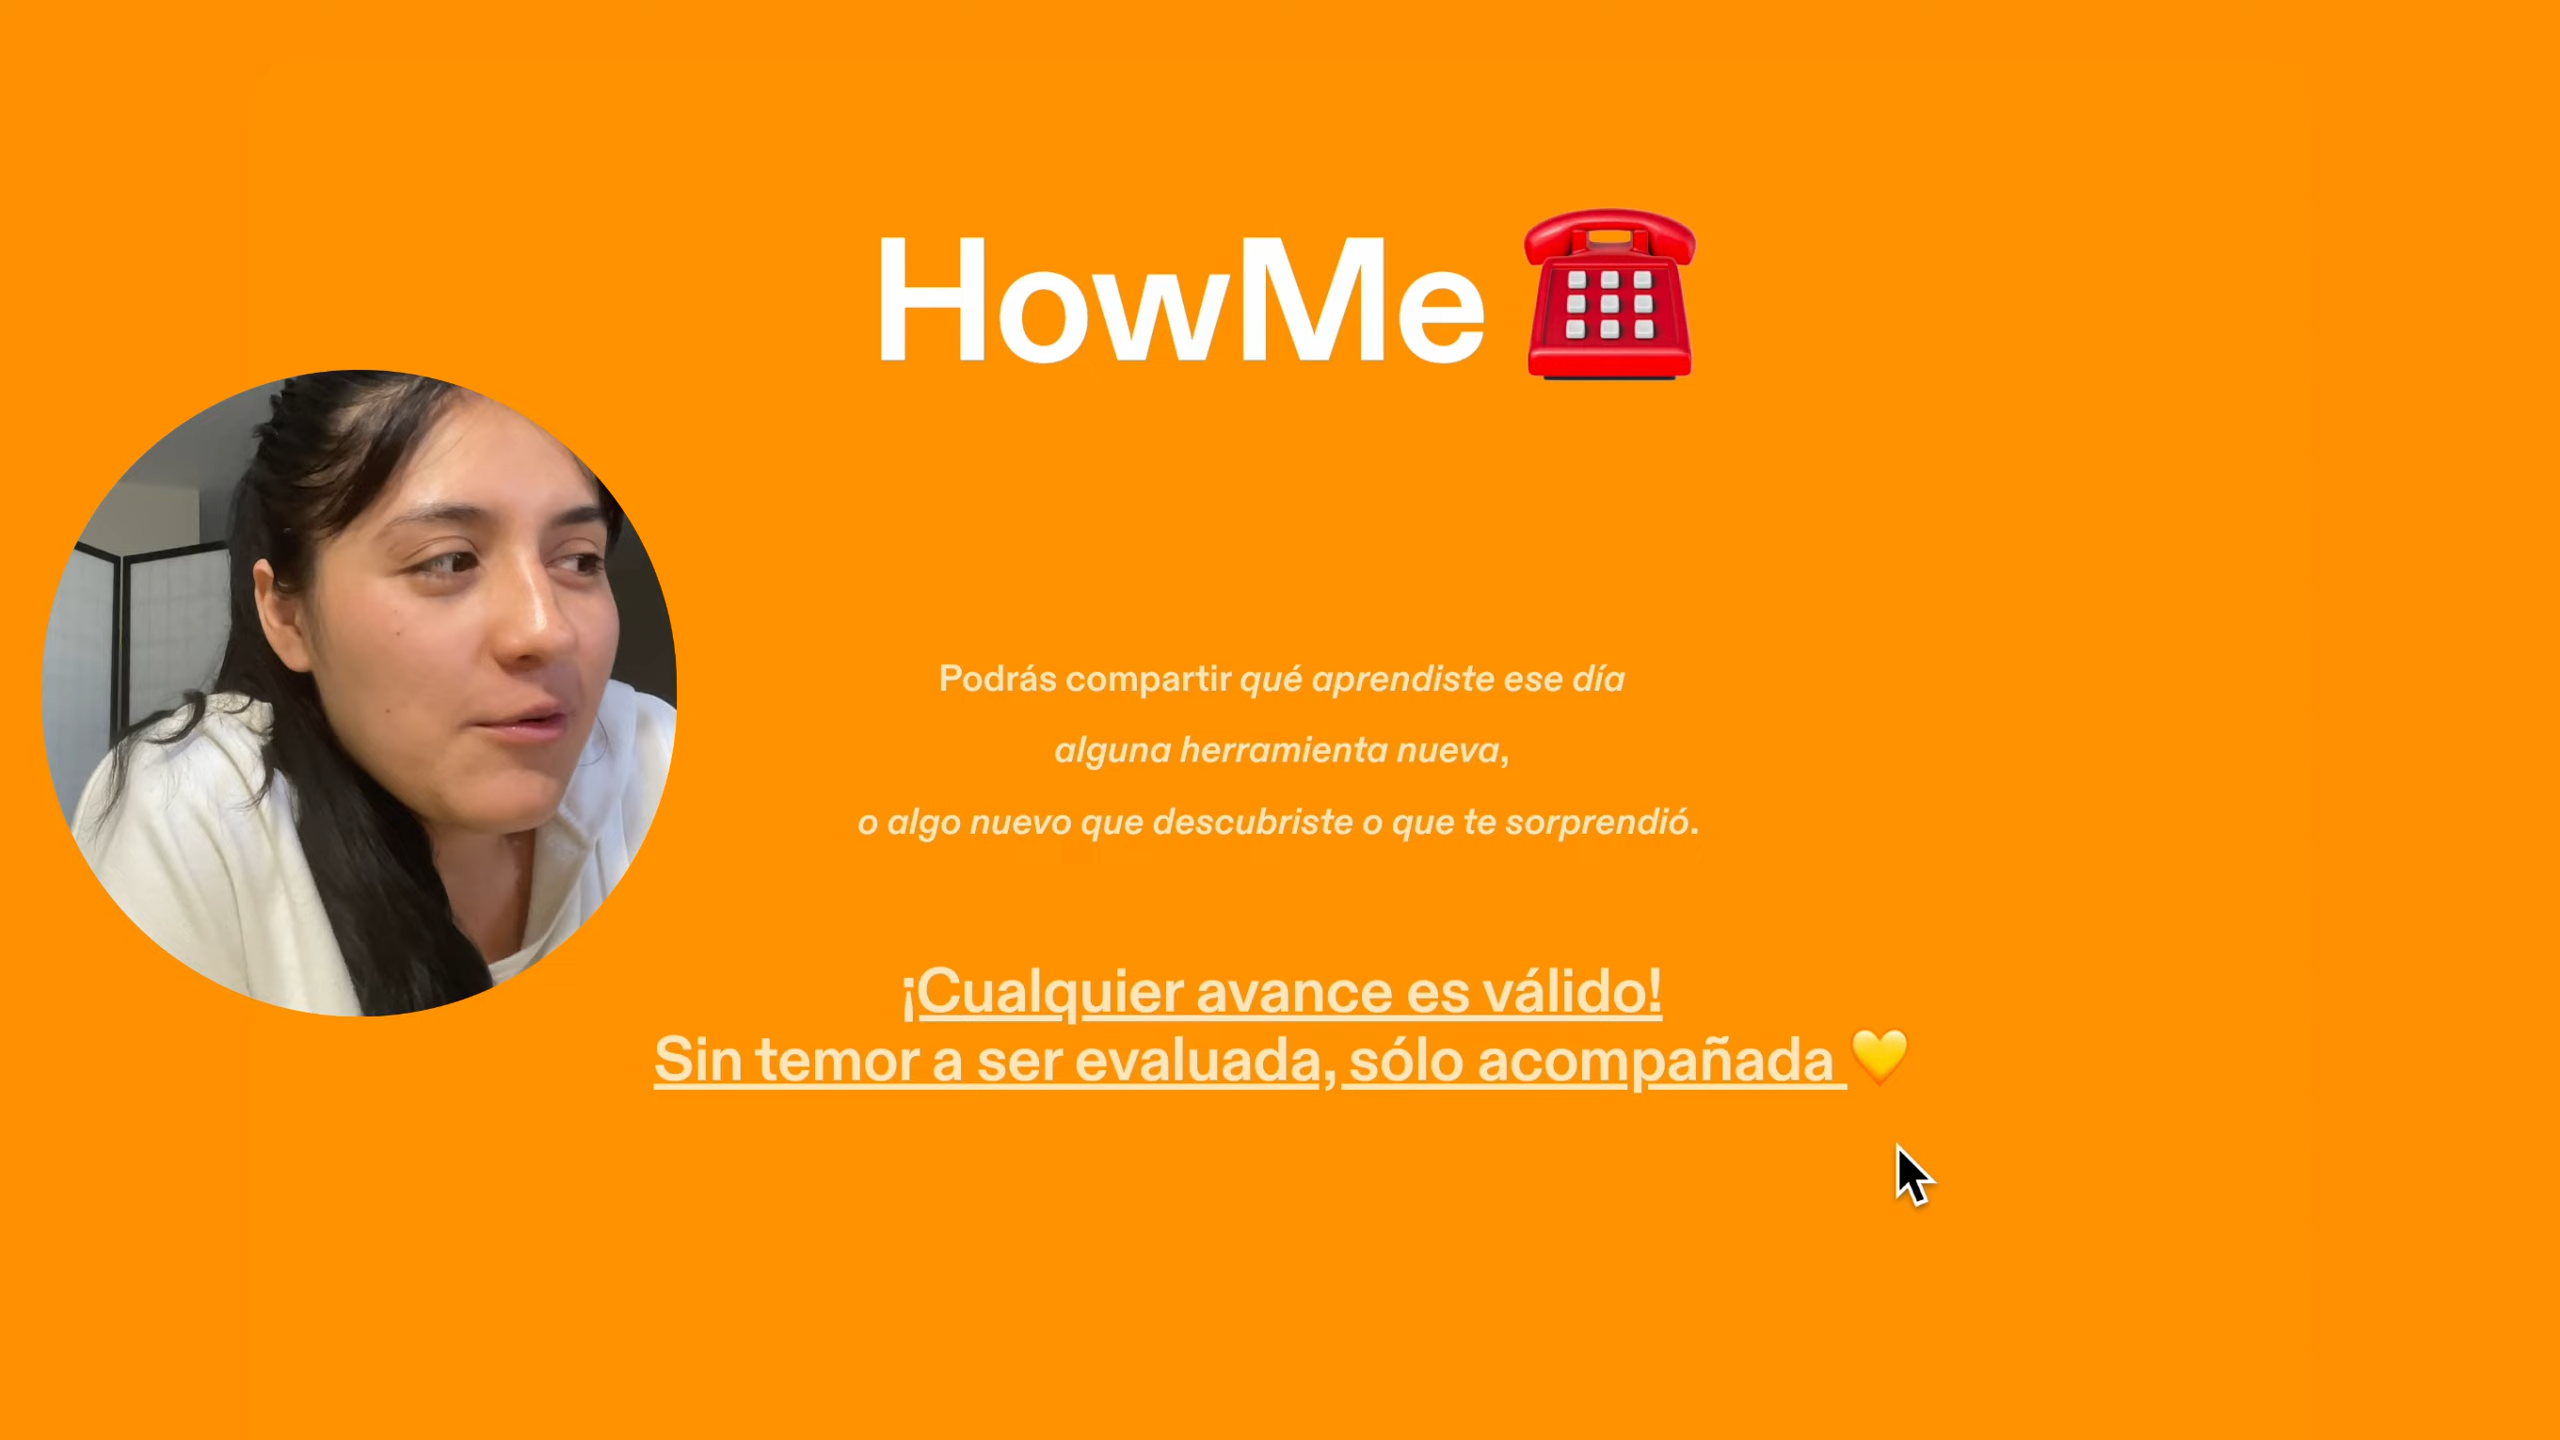 HowMe ☎️
Podrás compartir qué aprendiste ese día
alguna herramienta nueva,
o algo nuevo que descubriste o que te sorprendió.
¡Cualquier avance es válido!
Sin temor a ser evaluada, sólo acompañada 💛